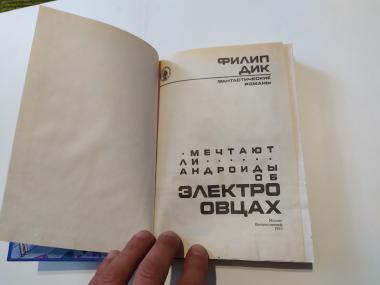 ФИЛИП
ДИК
ФАНТАСТИЧЕСКИЕ
РОМАНЫ
МЕЧТАЮТ
ЛИ
АНДРОИДЫ
ОБ
ЭЛЕКТРО
ОВЦАХ
Москва